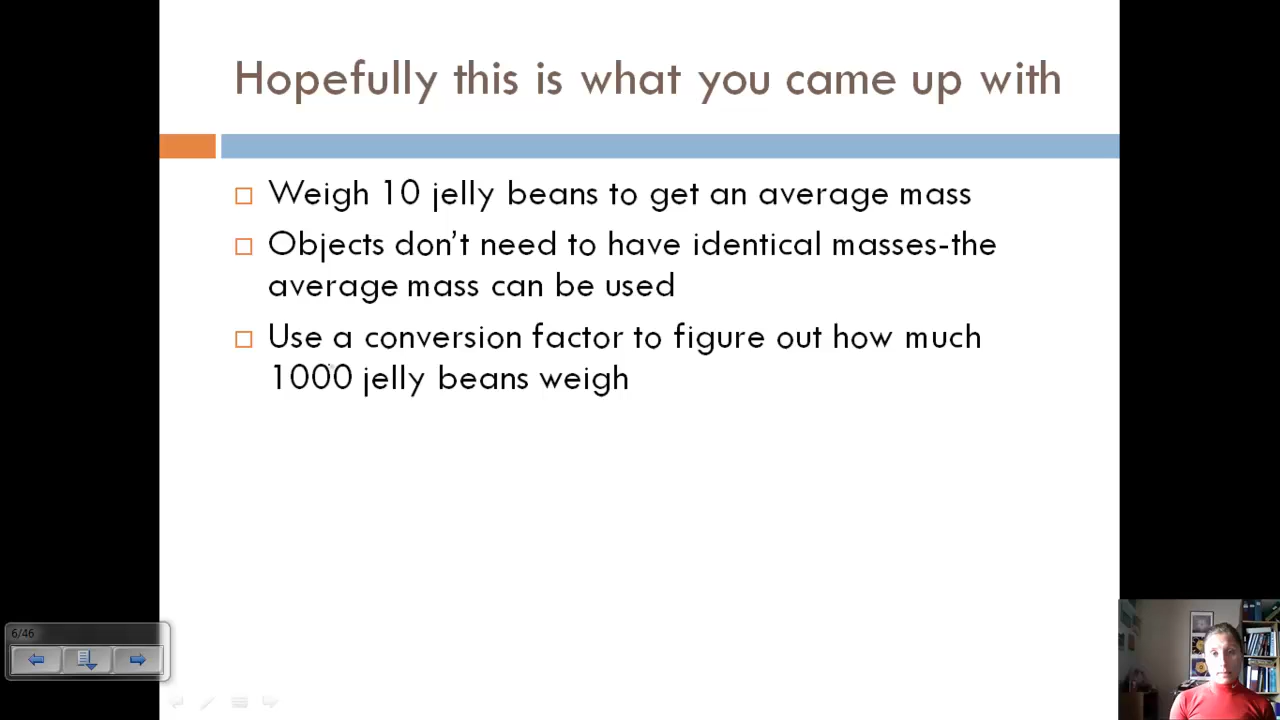 Hopefully this is what you came up with
Weigh 10 jelly beans to get an average mass
Objects don't need to have identical masses-the
average mass can be used
Use a conversion factor to figure out how much
1000 jelly beans weigh
6/46